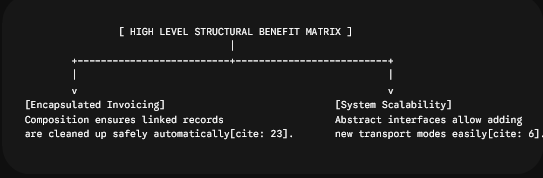 [ HIGH LEVEL STRUCTURAL BENEFIT MATRIX ]
[Encapsulated Invoicing] [System Scalability]
Composition ensures linked records Abstract interfaces allow adding
are cleaned up safely automatically[cite: 23]. new transport modes easily[cite: 6].